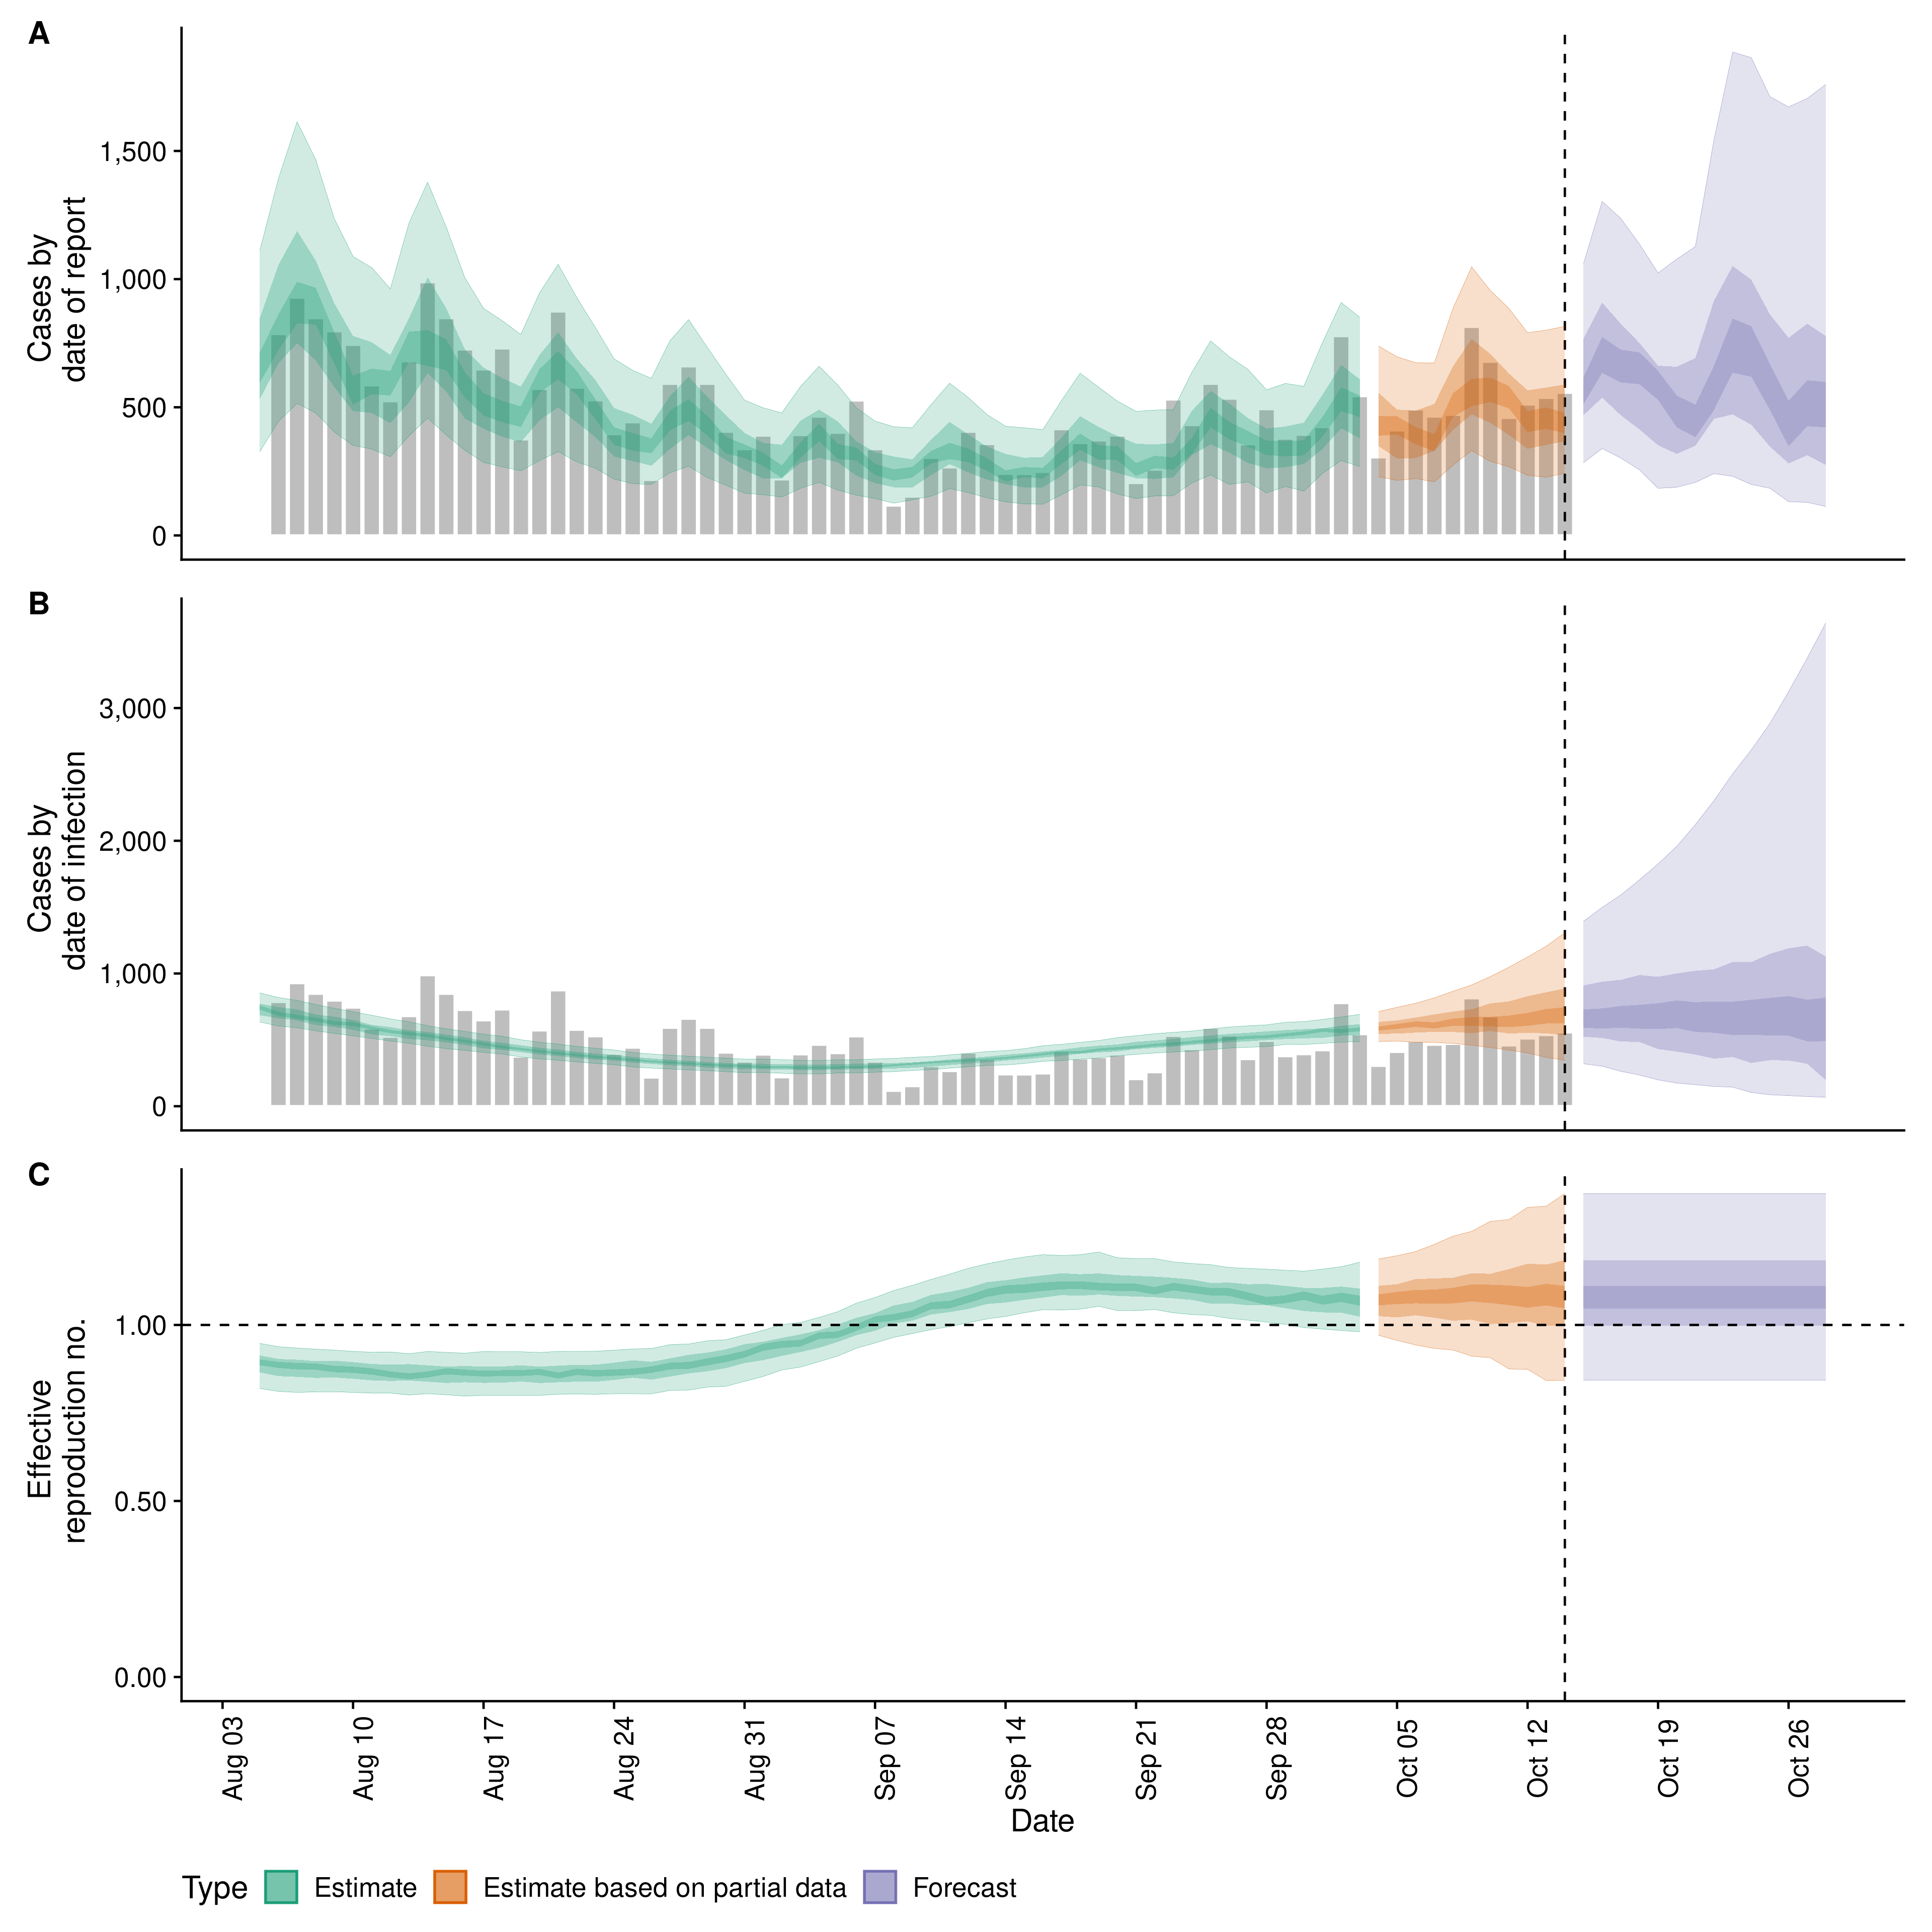 A
Cases by
date of report
1,500
1,000
500
0
B
Cases by
date of infection
3,000
2,000
1,000
0
C
Effective
reproduction no.
1.00
0.50
0.00
Aug 03
Aug 10
Aug 17
Aug 24
Aug 31
Sep 07
Sep 14
Sep 21
Sep 28
Oct 05
Oct 12
Oct 19
Oct 26
Date
Type Estimate Estimate based on partial data Forecast